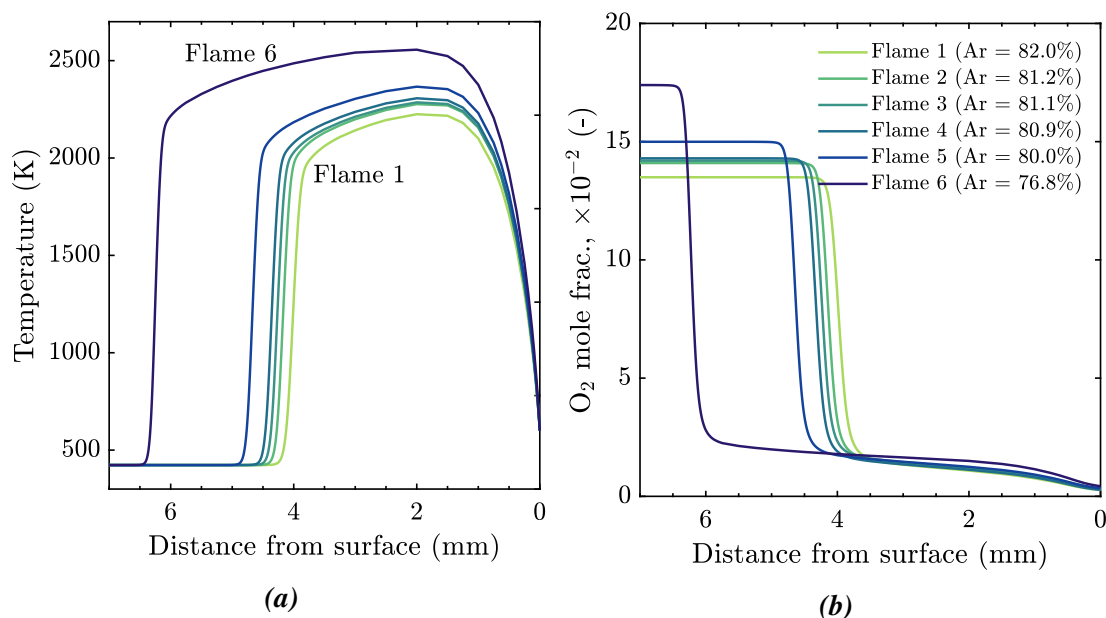 Temperature (K)
2500
2000
1500
1000
500
Flame 6
Flame 1
6
4
2
0
Distance from surface (mm)
(a)
O₂ mole frac., ×10⁻² (-)
20
15
10
5
0
Flame 1 (Ar = 82.0%)
Flame 2 (Ar = 81.2%)
Flame 3 (Ar = 81.1%)
Flame 4 (Ar = 80.9%)
Flame 5 (Ar = 80.0%)
Flame 6 (Ar = 76.8%)
6
4
2
0
Distance from surface (mm)
(b)